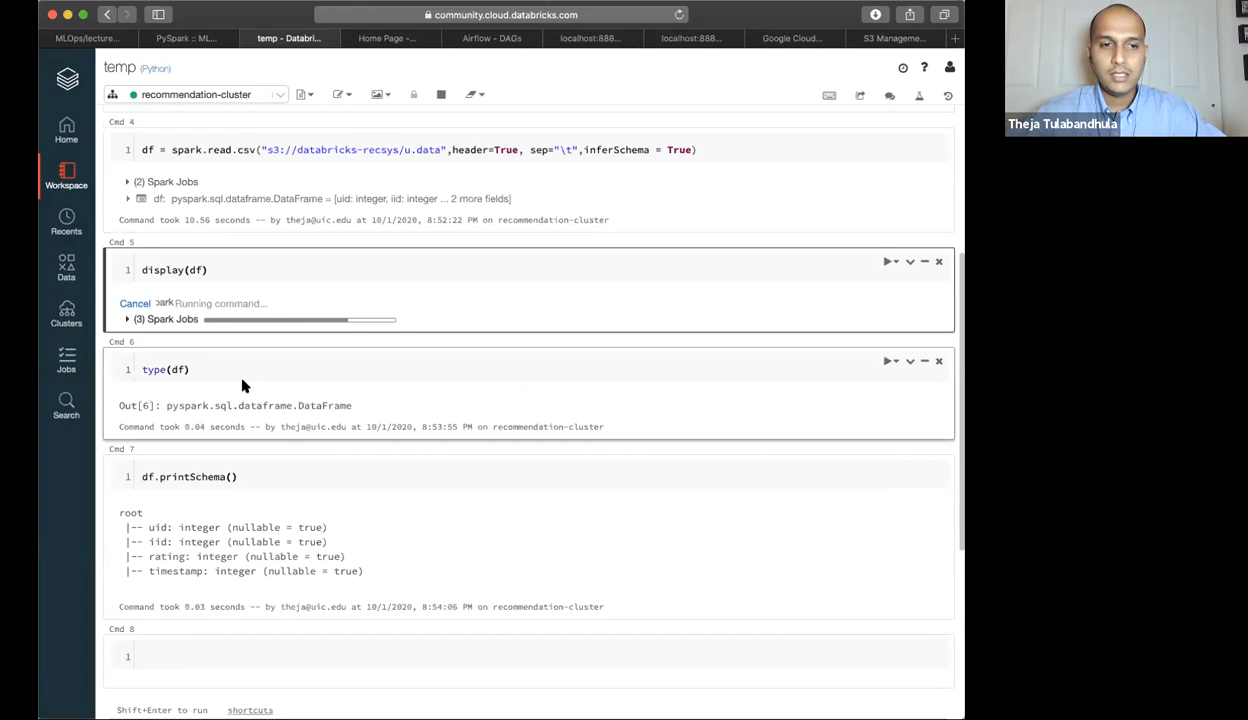 community.cloud.databricks.com
MLOps/lecture...
PySpark :: ML...
temp - Databri...
Home Page -...
Airflow - DAGs
localhost:888...
localhost:888...
Google Cloud...
S3 Manageme...
temp (Python)
recommendation-cluster
Home
Workspace
Recents
Data
Clusters
Jobs
Search
Cmd 4
1 df = spark.read.csv("s3://databricks-recsys/u.data",header=True, sep="\t",inferSchema = True)
(2) Spark Jobs
df: pyspark.sql.dataframe.DataFrame = [uid: integer, iid: integer ... 2 more fields]
Command took 10.56 seconds -- by theja@uic.edu at 10/1/2020, 8:52:22 PM on recommendation-cluster
Cmd 5
1 display(df)
Cancel park Running command...
(3) Spark Jobs
Cmd 6
1 type(df)
Out[6]: pyspark.sql.dataframe.DataFrame
Command took 0.04 seconds -- by theja@uic.edu at 10/1/2020, 8:53:55 PM on recommendation-cluster
Cmd 7
1 df.printSchema()
root
|-- uid: integer (nullable = true)
|-- iid: integer (nullable = true)
|-- rating: integer (nullable = true)
|-- timestamp: integer (nullable = true)
Command took 0.03 seconds -- by theja@uic.edu at 10/1/2020, 8:54:06 PM on recommendation-cluster
Cmd 8
1
Shift+Enter to run shortcuts
Theja Tulabandhula